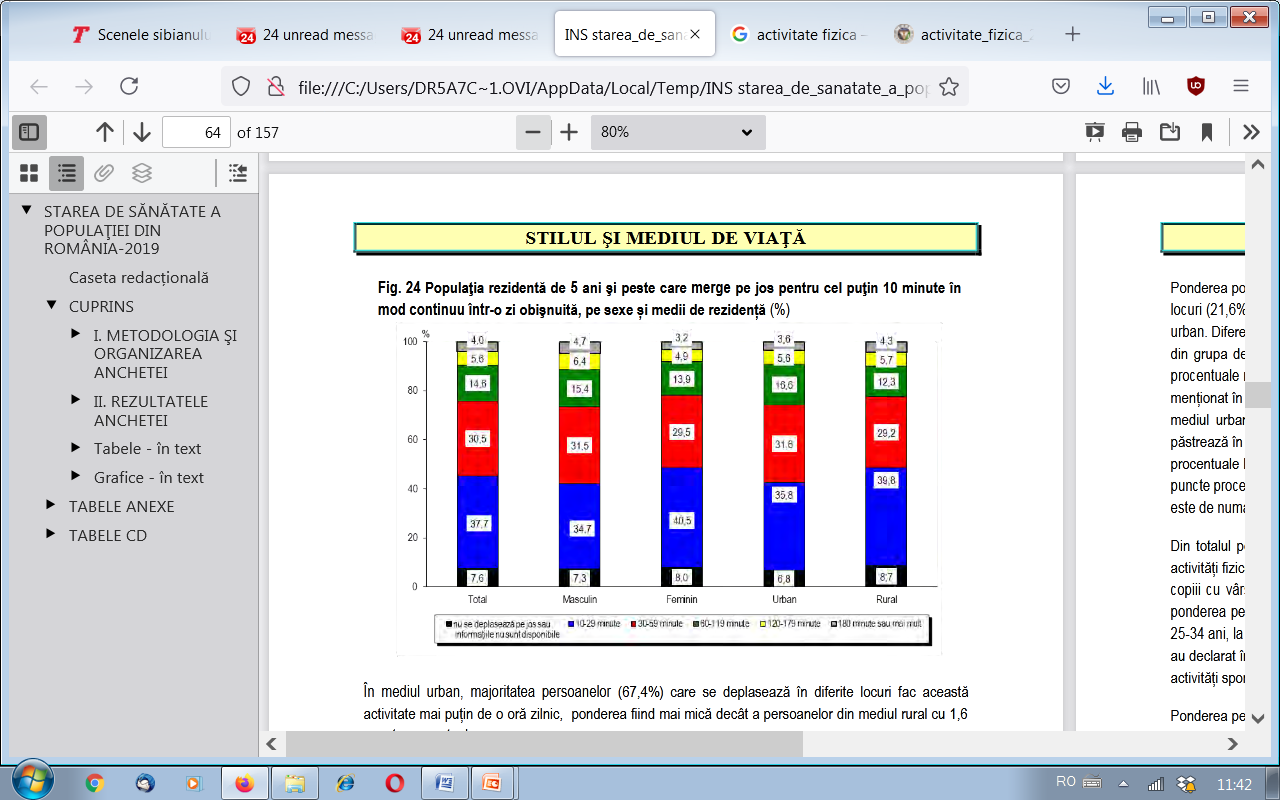 Scenele sibianulu
24 unread messa
24 unread messa
INS starea_de_sana
activitate fizica –
activitate_fizica_
file:///C:/Users/DR5A7C~1.OVI/AppData/Local/Temp/INS starea_de_sanatate_a_pop
64 of 157
80%
STAREA DE SĂNĂTATE A
POPULAŢIEI DIN
ROMÂNIA-2019
Caseta redacțională
CUPRINS
I. METODOLOGIA ŞI
ORGANIZAREA
ANCHETEI
II. REZULTATELE
ANCHETEI
Tabele - în text
Grafice - în text
TABELE ANEXE
TABELE CD
STILUL ŞI MEDIUL DE VIAŢĂ
Fig. 24 Populaţia rezidentă de 5 ani şi peste care merge pe jos pentru cel puţin 10 minute în
mod continuu într-o zi obişnuită, pe sexe și medii de rezidență (%)
%
100
80
60
40
20
0
4,0 4,7 3,2 3,6 4,3
5,6 6,4 4,9 5,6 5,7
14,6 15,4 13,9 16,6 12,3
30,5 31,5 29,5 31,8 29,2
37,7 34,7 40,5 35,8 39,8
7,6 7,3 8,0 6,8 8,7
Total Masculin Feminin Urban Rural
nu se deplasează pe jos sau
informaţiile nu sunt disponibile
10-29 minute 30-59 minute 60-119 minute 120-179 minute 180 minute sau mai mult
În mediul urban, majoritatea persoanelor (67,4%) care se deplasează în diferite locuri fac această
activitate mai puțin de o oră zilnic, ponderea fiind mai mică decât a persoanelor din mediul rural cu 1,6
Ponderea po
locuri (21,6%
urban. Difere
din grupa de
procentuale
menționat în
mediul urban
păstrează în
procentuale
puncte proce
este de numa
Din totalul p
activități fizic
copiii cu vârs
ponderea pe
25-34 ani, la
au declarat în
activități spor
Ponderea pe
RO
11:42